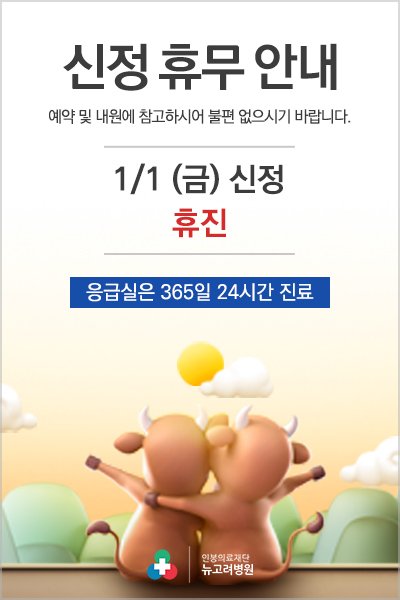 신정 휴무 안내
예약 및 내원에 참고하시어 불편 없으시기 바랍니다.
1/1 (금) 신정
휴진
응급실은 365일 24시간 진료
인봉의료재단
뉴고려병원